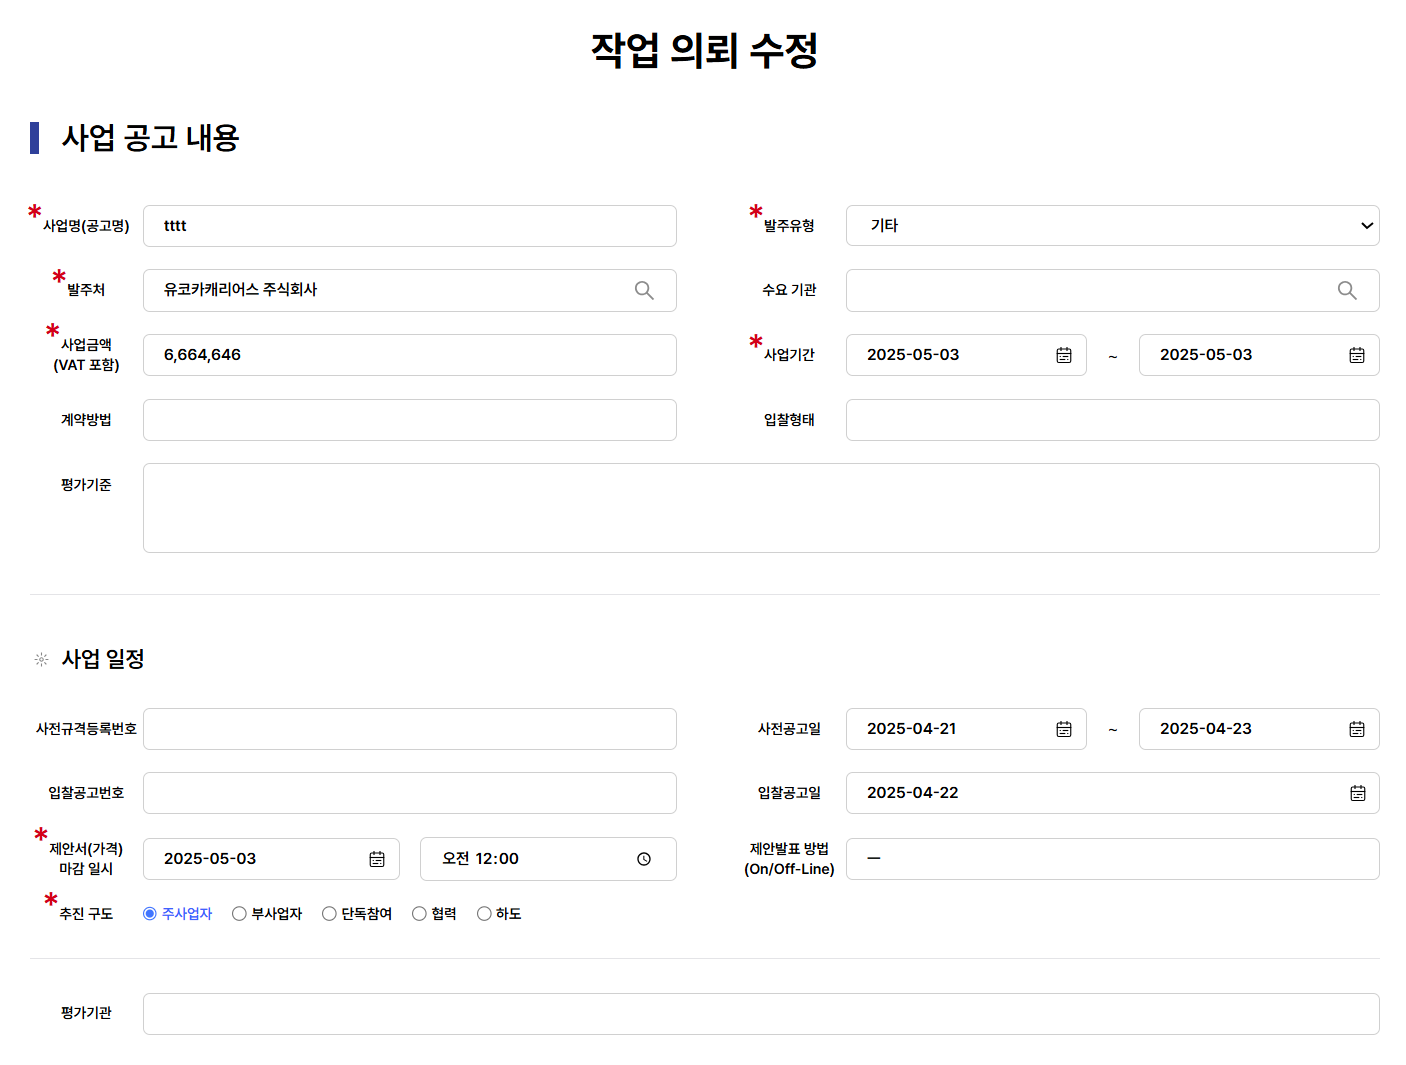 작업 의뢰 수정
사업 공고 내용
* 사업명(공고명) tttt
* 발주유형 기타
* 발주처 유코카캐리어스 주식회사
수요 기관
* 사업금액
(VAT 포함)
6,664,646
* 사업기간 2025-05-03 ~ 2025-05-03
계약방법
입찰형태
평가기준
사업 일정
사전규격등록번호
사전공고일 2025-04-21 ~ 2025-04-23
입찰공고번호
입찰공고일 2025-04-22
* 제안서(가격)
마감 일시
2025-05-03 오전 12:00
제안발표 방법
(On/Off-Line)
—
* 추진 구도 주사업자 부사업자 단독참여 협력 하도
평가기관